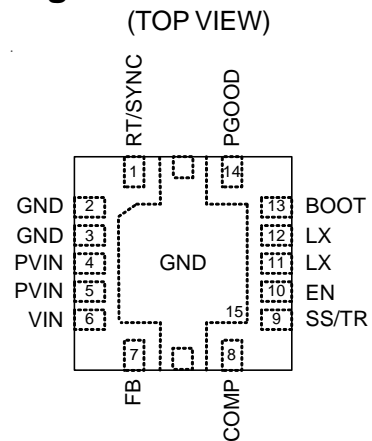 (TOP VIEW)
RT/SYNC
PGOOD
1
14
GND 2
13 BOOT
GND 3
12 LX
PVIN 4
GND
11 LX
PVIN 5
10 EN
VIN 6
15
9 SS/TR
7
8
FB
COMP